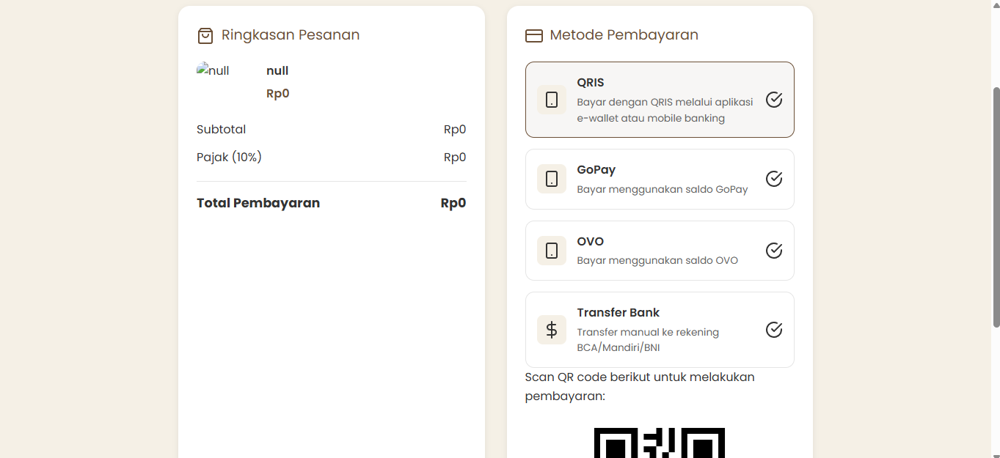 Ringkasan Pesanan
null
null
Rp0
Subtotal Rp0
Pajak (10%) Rp0
Total Pembayaran Rp0
Metode Pembayaran
QRIS
Bayar dengan QRIS melalui aplikasi
e-wallet atau mobile banking
GoPay
Bayar menggunakan saldo GoPay
OVO
Bayar menggunakan saldo OVO
Transfer Bank
Transfer manual ke rekening
BCA/Mandiri/BNI
Scan QR code berikut untuk melakukan
pembayaran: